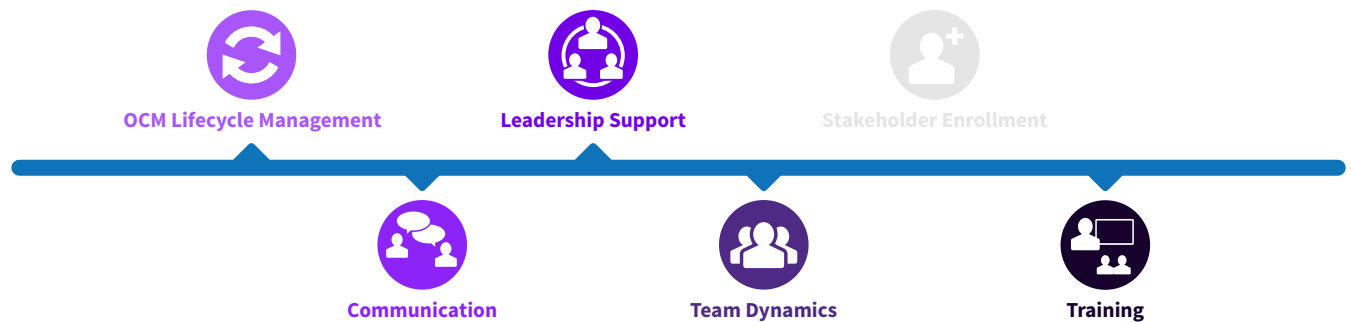 OCM Lifecycle Management
Leadership Support
Stakeholder Enrollment
Communication
Team Dynamics
Training